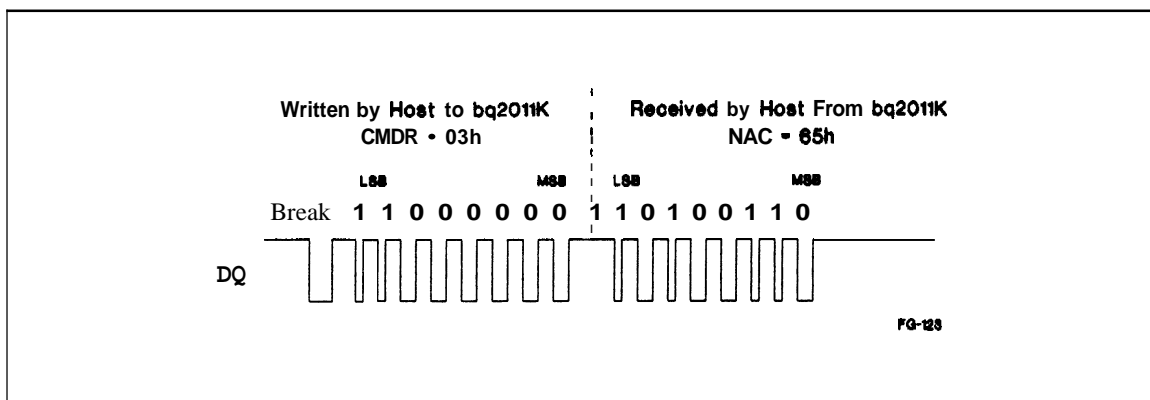 Written by Host to bq2011K
CMDR • 03h
Received by Host From bq2011K
NAC - 65h
LSB MSB LSB MSB
Break 1 1 0 0 0 0 0 0 1 1 0 1 0 0 1 1 0
DQ
FG-123